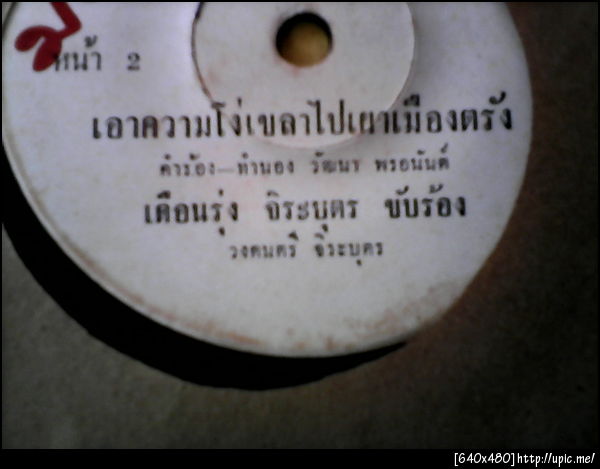 หน้า 2
เอาความโง่เขลาไปเผาเมืองตรัง
คำร้อง—ทำนอง วัฒนร พรอนันต์
เดือนรุ่ง จิระบุตร ขับร้อง
วงดนตรี จิระบุตร
[640x480]http://upic.me/